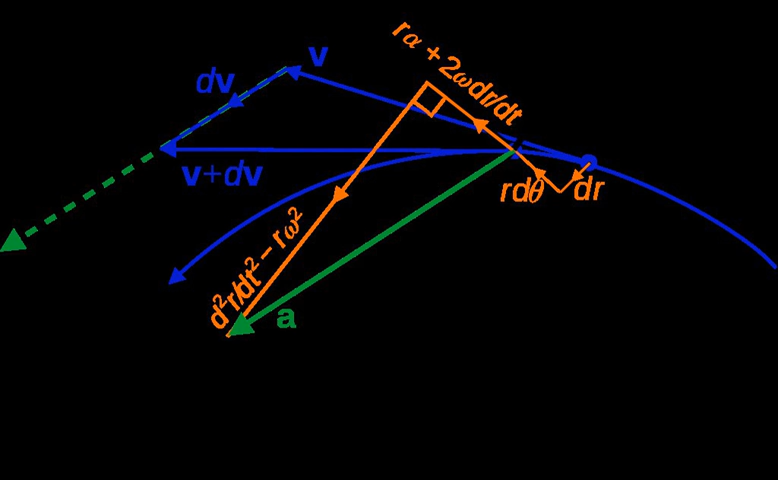 rα + 2ωdr/dt
v
dv
v+dv
rdθ
dr
d²r/dt² − rω²
a